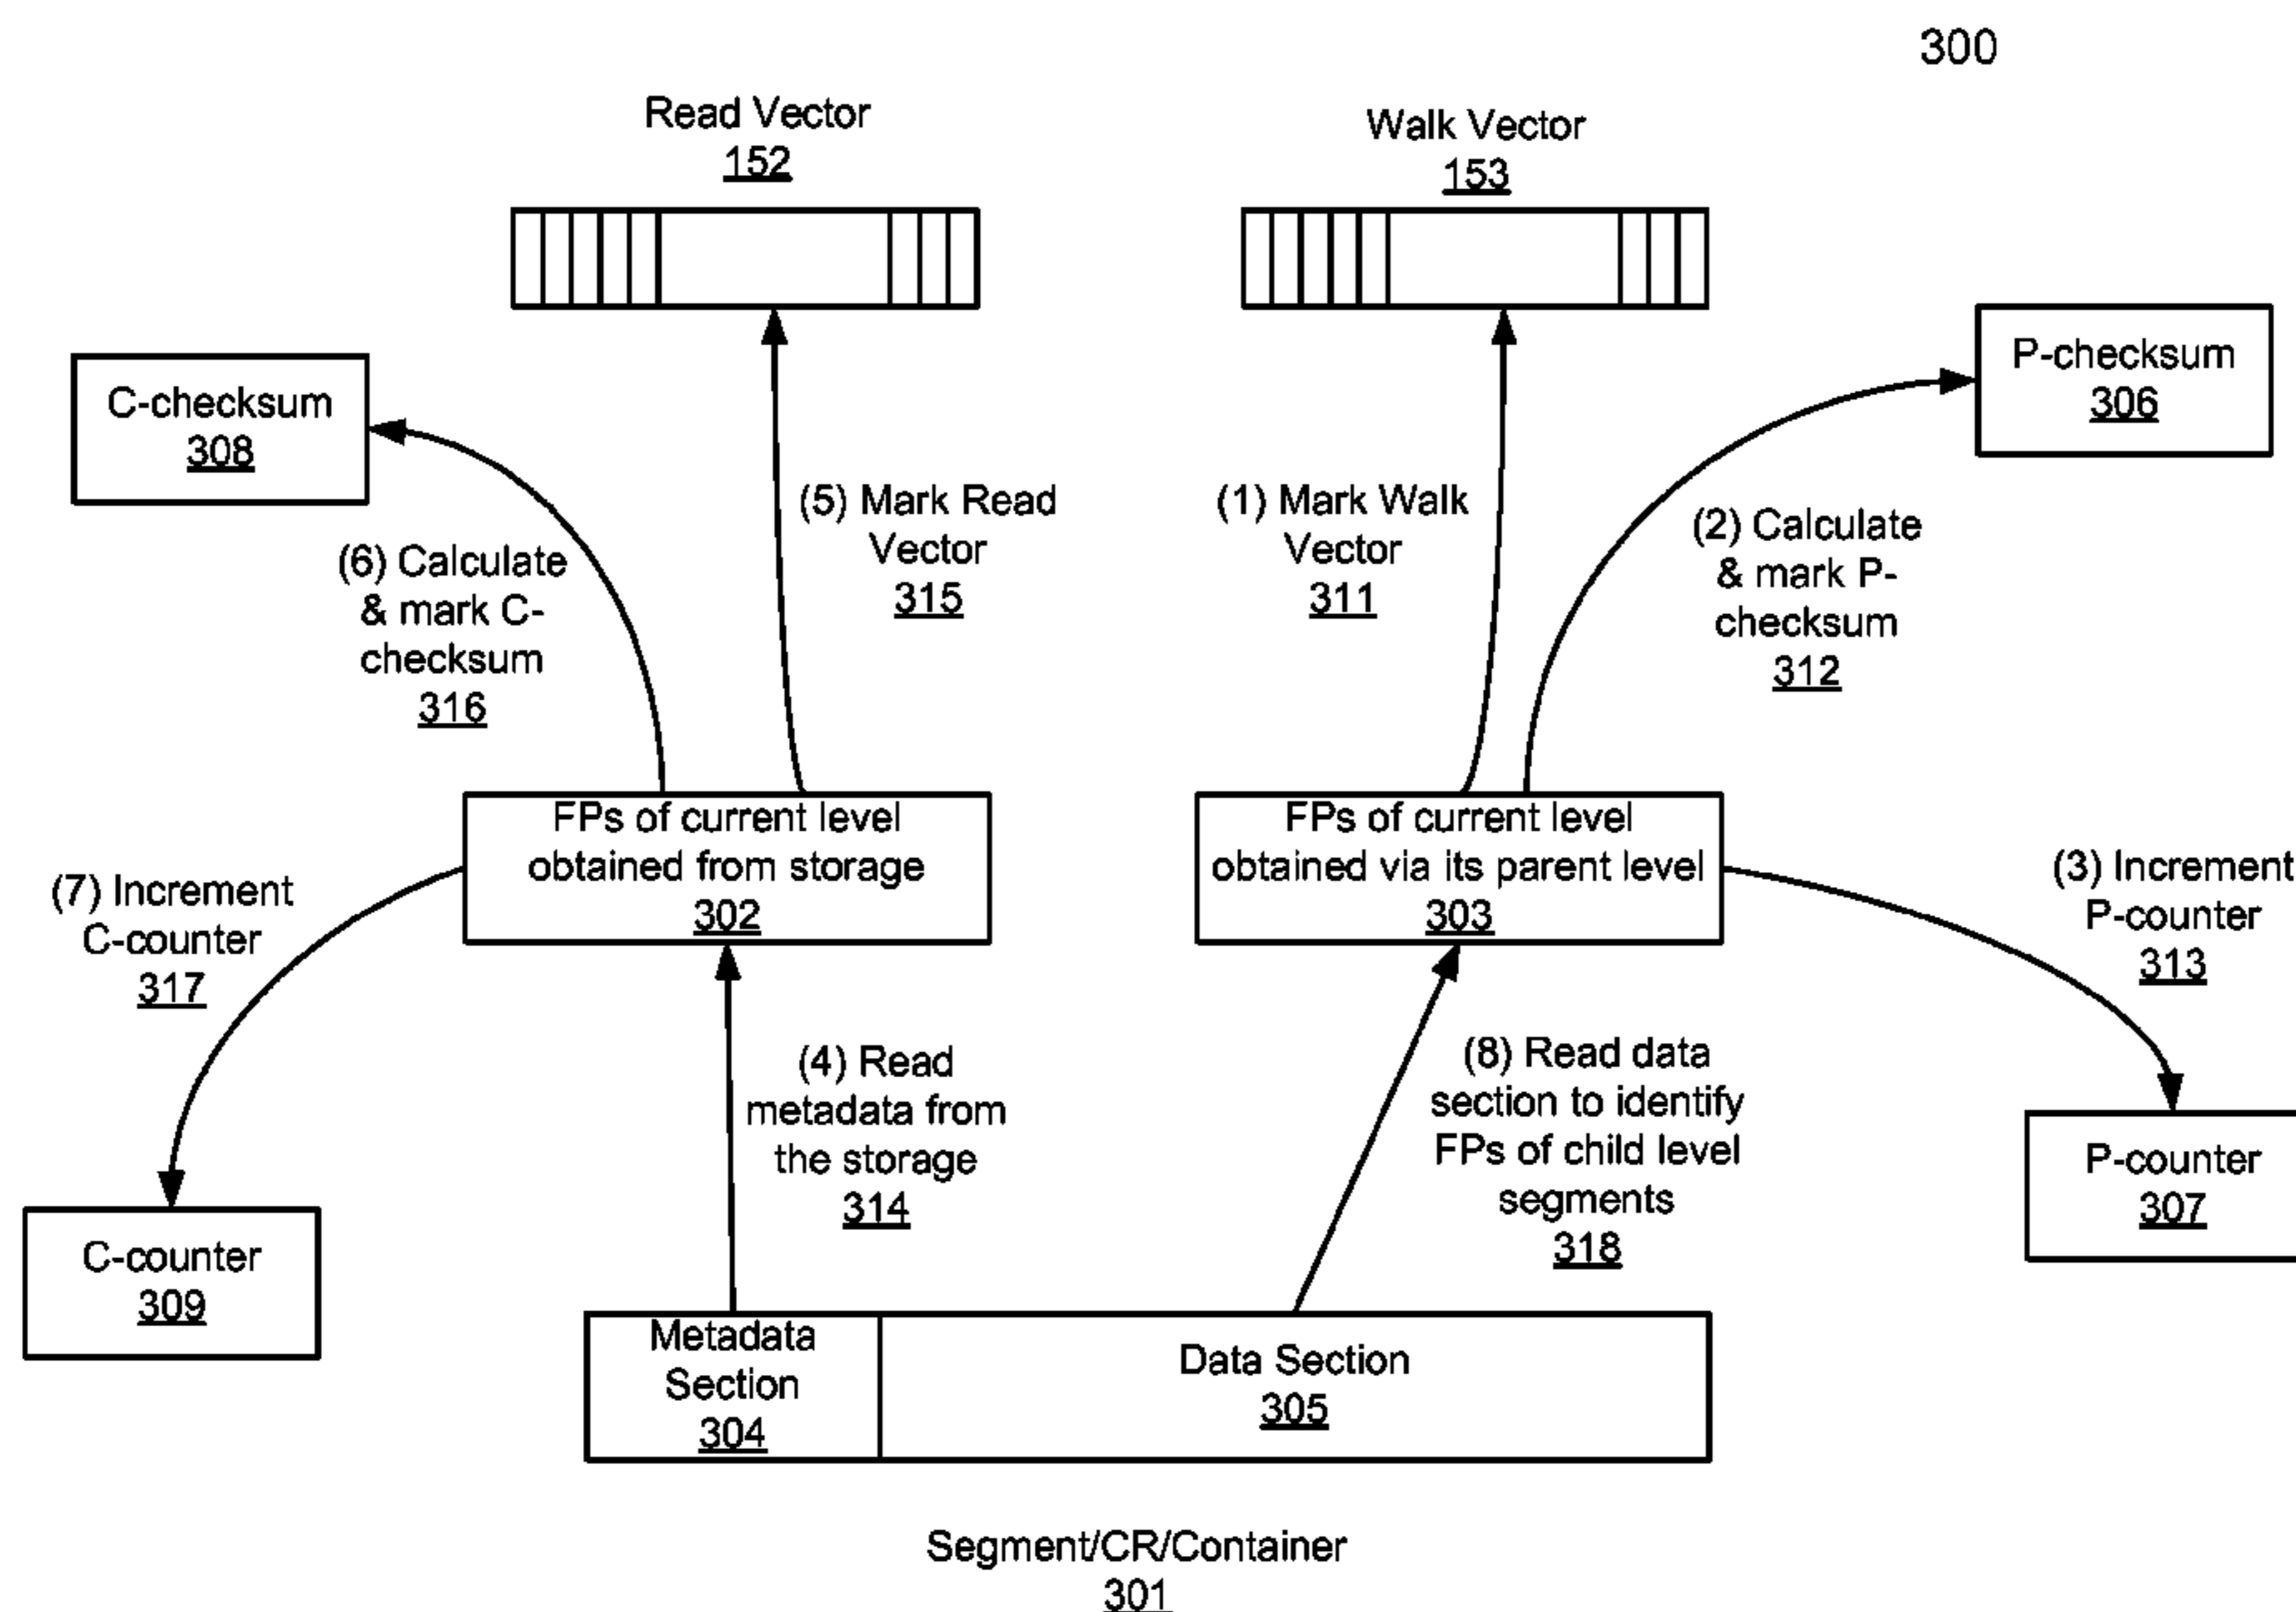 300
Read Vector
152
Walk Vector
153
C-checksum
308
P-checksum
306
(5) Mark Read
Vector
315
(1) Mark Walk
Vector
311
(6) Calculate
& mark C-
checksum
316
(2) Calculate
& mark P-
checksum
312
FPs of current level
obtained from storage
302
FPs of current level
obtained via its parent level
303
(7) Increment
C-counter
317
(3) Increment
P-counter
313
(4) Read
metadata from
the storage
314
(8) Read data
section to identify
FPs of child level
segments
318
C-counter
309
P-counter
307
Metadata
Section
304
Data Section
305
Segment/CR/Container
301